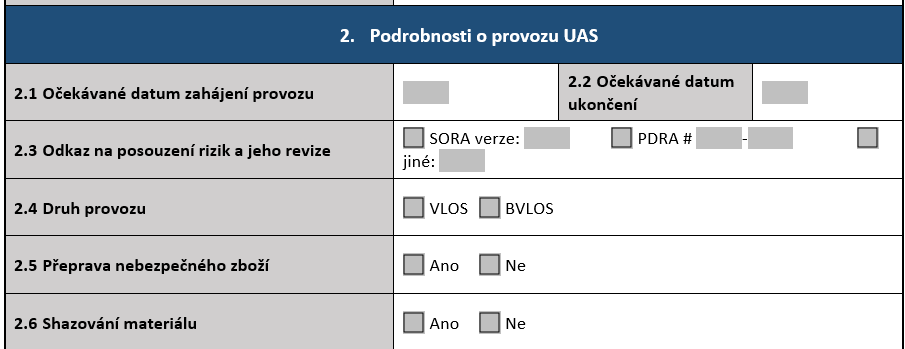 2. Podrobnosti o provozu UAS
2.1 Očekávané datum zahájení provozu
2.2 Očekávané datum
ukončení
2.3 Odkaz na posouzení rizik a jeho revize
SORA verze: PDRA # -
jiné:
2.4 Druh provozu
VLOS BVLOS
2.5 Přeprava nebezpečného zboží
Ano Ne
2.6 Shazování materiálu
Ano Ne